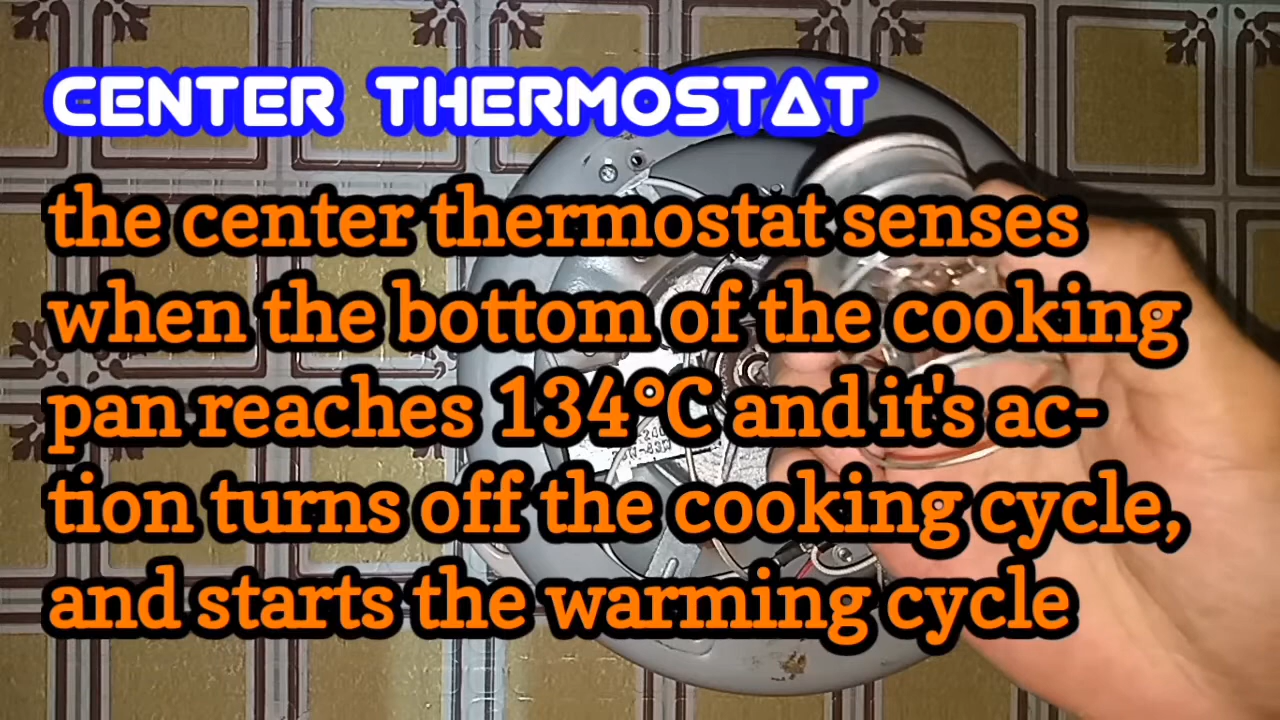 CENTER THERMOSTAT
the center thermostat senses
when the bottom of the cooking
pan reaches 134°C and it's ac-
tion turns off the cooking cycle,
and starts the warming cycle